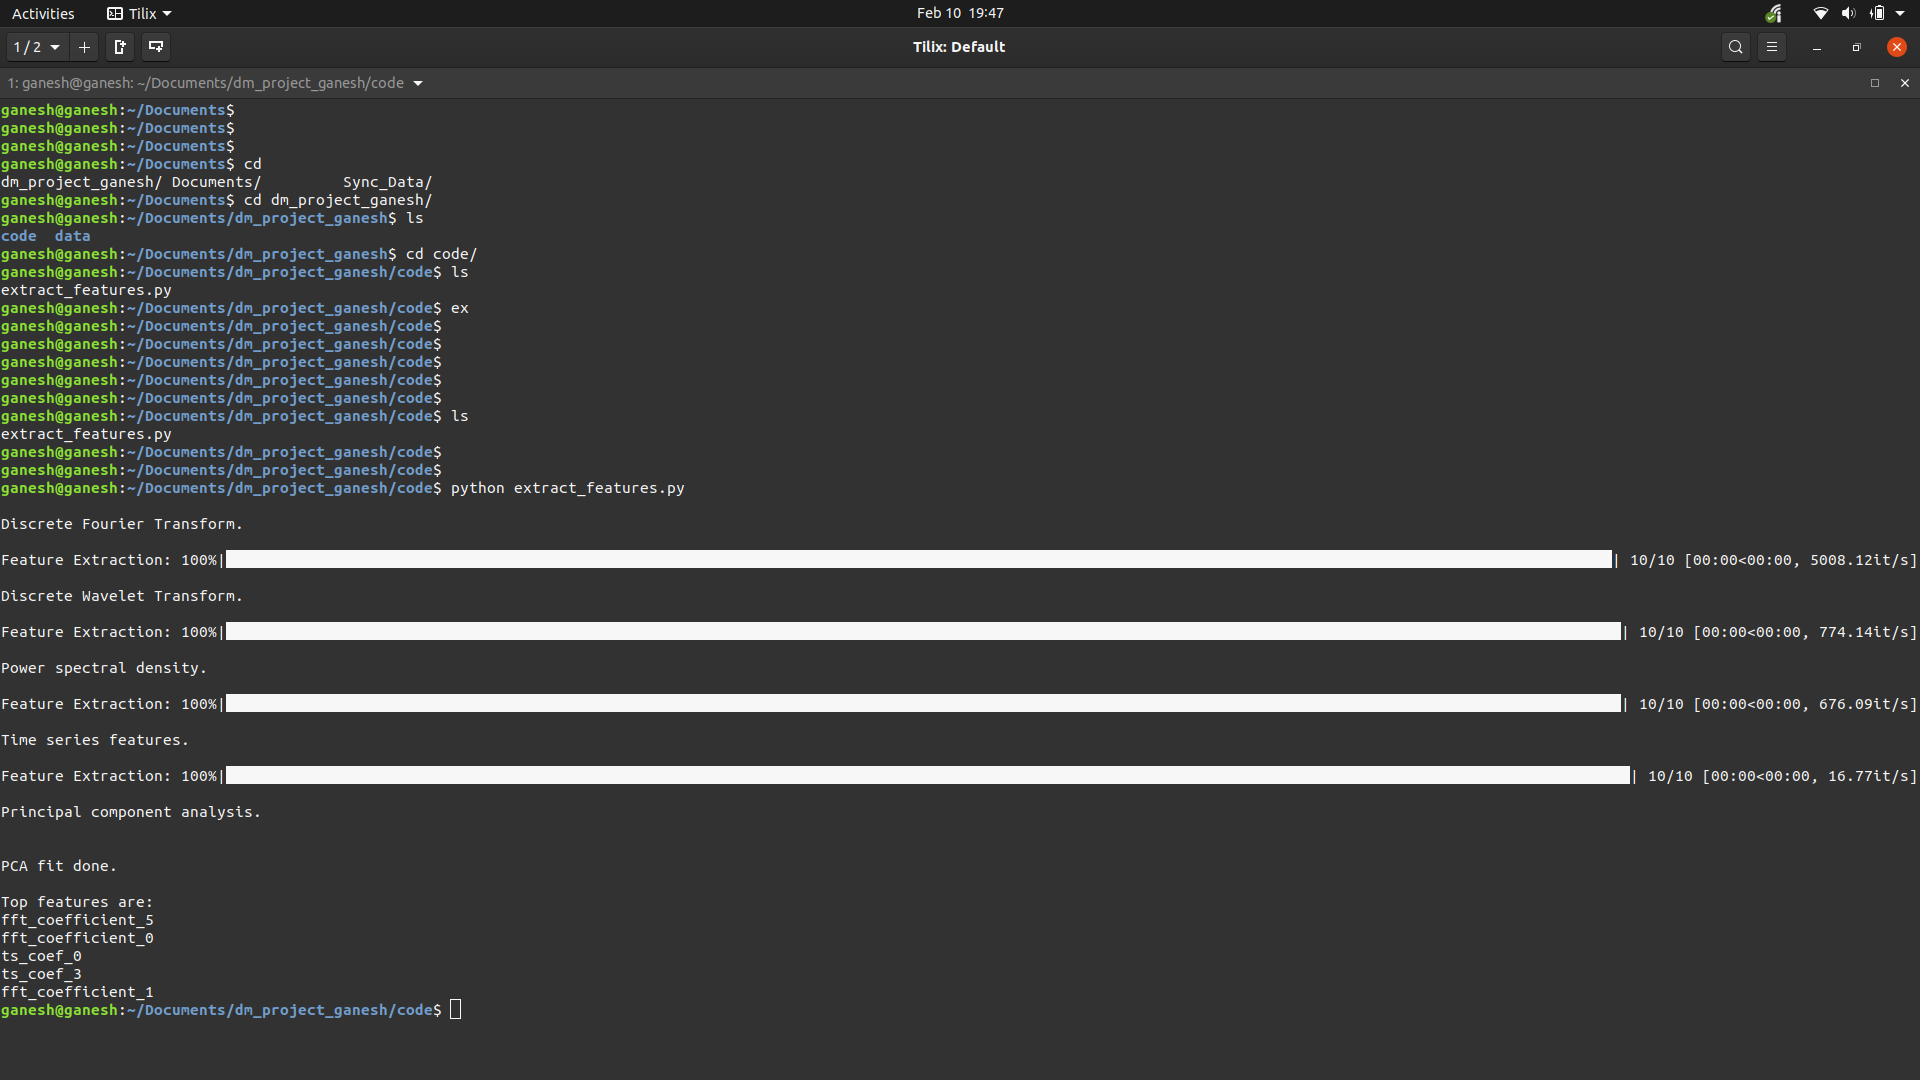 Activities Tilix Feb 10 19:47
1 / 2 Tilix: Default
1: ganesh@ganesh: ~/Documents/dm_project_ganesh/code
ganesh@ganesh:~/Documents$
ganesh@ganesh:~/Documents$
ganesh@ganesh:~/Documents$
ganesh@ganesh:~/Documents$ cd
dm_project_ganesh/ Documents/         Sync_Data/
ganesh@ganesh:~/Documents$ cd dm_project_ganesh/
ganesh@ganesh:~/Documents/dm_project_ganesh$ ls
code  data
ganesh@ganesh:~/Documents/dm_project_ganesh$ cd code/
ganesh@ganesh:~/Documents/dm_project_ganesh/code$ ls
extract_features.py
ganesh@ganesh:~/Documents/dm_project_ganesh/code$ ex
ganesh@ganesh:~/Documents/dm_project_ganesh/code$
ganesh@ganesh:~/Documents/dm_project_ganesh/code$
ganesh@ganesh:~/Documents/dm_project_ganesh/code$
ganesh@ganesh:~/Documents/dm_project_ganesh/code$
ganesh@ganesh:~/Documents/dm_project_ganesh/code$
ganesh@ganesh:~/Documents/dm_project_ganesh/code$ ls
extract_features.py
ganesh@ganesh:~/Documents/dm_project_ganesh/code$
ganesh@ganesh:~/Documents/dm_project_ganesh/code$
ganesh@ganesh:~/Documents/dm_project_ganesh/code$ python extract_features.py
Discrete Fourier Transform.
Feature Extraction: 100%| | 10/10 [00:00<00:00, 5008.12it/s]
Discrete Wavelet Transform.
Feature Extraction: 100%| | 10/10 [00:00<00:00, 774.14it/s]
Power spectral density.
Feature Extraction: 100%| | 10/10 [00:00<00:00, 676.09it/s]
Time series features.
Feature Extraction: 100%| | 10/10 [00:00<00:00, 16.77it/s]
Principal component analysis.
PCA fit done.
Top features are:
fft_coefficient_5
fft_coefficient_0
ts_coef_0
ts_coef_3
fft_coefficient_1
ganesh@ganesh:~/Documents/dm_project_ganesh/code$